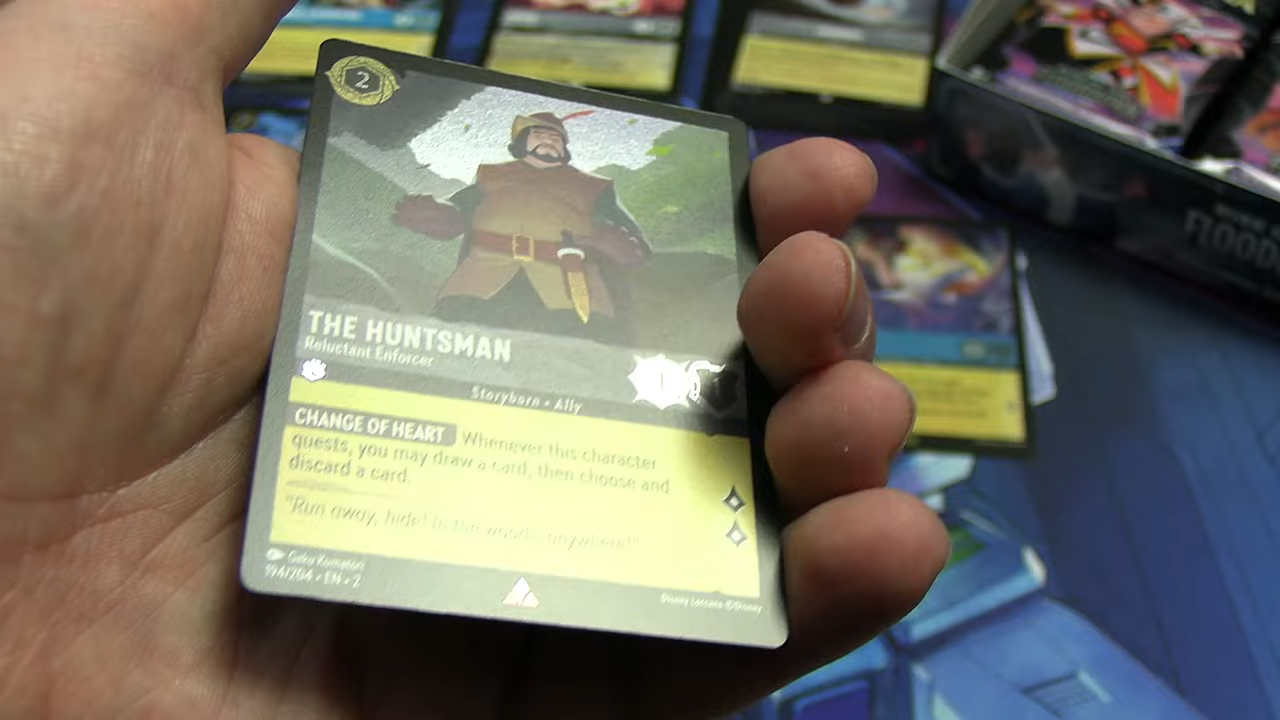 2
THE HUNTSMAN
Reluctant Enforcer
Storyborn • Ally
CHANGE OF HEART Whenever this character
quests, you may draw a card, then choose and
discard a card.
"Run away, hide! In the woods! Anywhere!"
194/204 • EN • 2
Disney Lorcana ©Disney
FLOOD